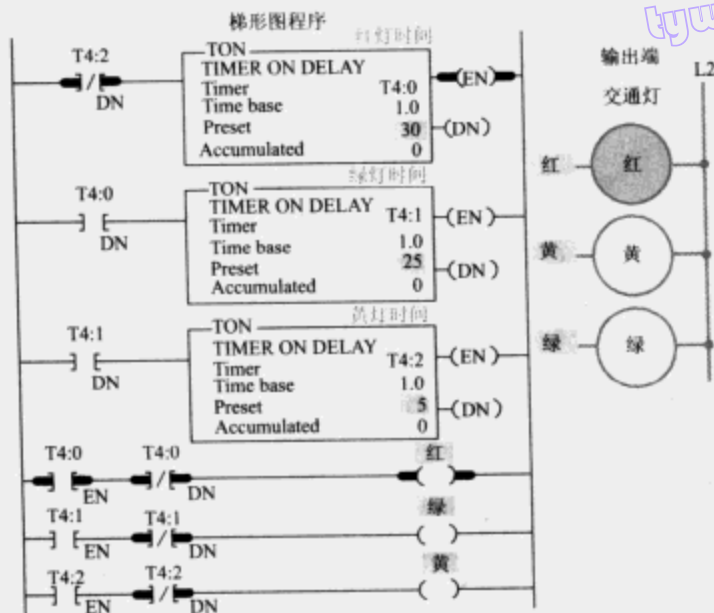 梯形图程序
红灯时间
T4:2
DN
TON
TIMER ON DELAY
Timer T4:0
Time base 1.0
Preset 30
Accumulated 0
(EN)
(DN)
绿灯时间
T4:0
DN
TON
TIMER ON DELAY
Timer T4:1
Time base 1.0
Preset 25
Accumulated 0
(EN)
(DN)
黄灯时间
T4:1
DN
TON
TIMER ON DELAY
Timer T4:2
Time base 1.0
Preset 5
Accumulated 0
(EN)
(DN)
T4:0 T4:0 红
EN DN
T4:1 T4:1 绿
EN DN
T4:2 T4:2 黄
EN DN
输出端 L2
交通灯
红 红
黄 黄
绿 绿